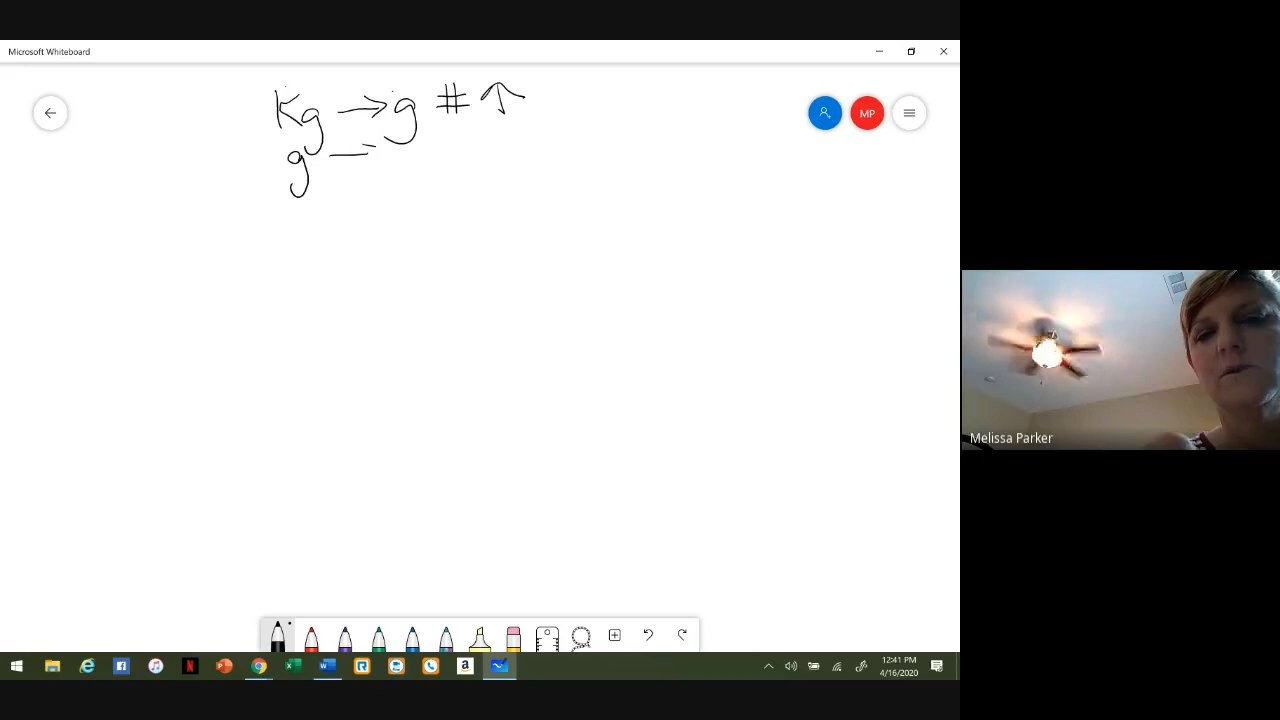 Microsoft Whiteboard
Kg → g # ↑
g —
MP
Melissa Parker
12:41 PM
4/16/2020